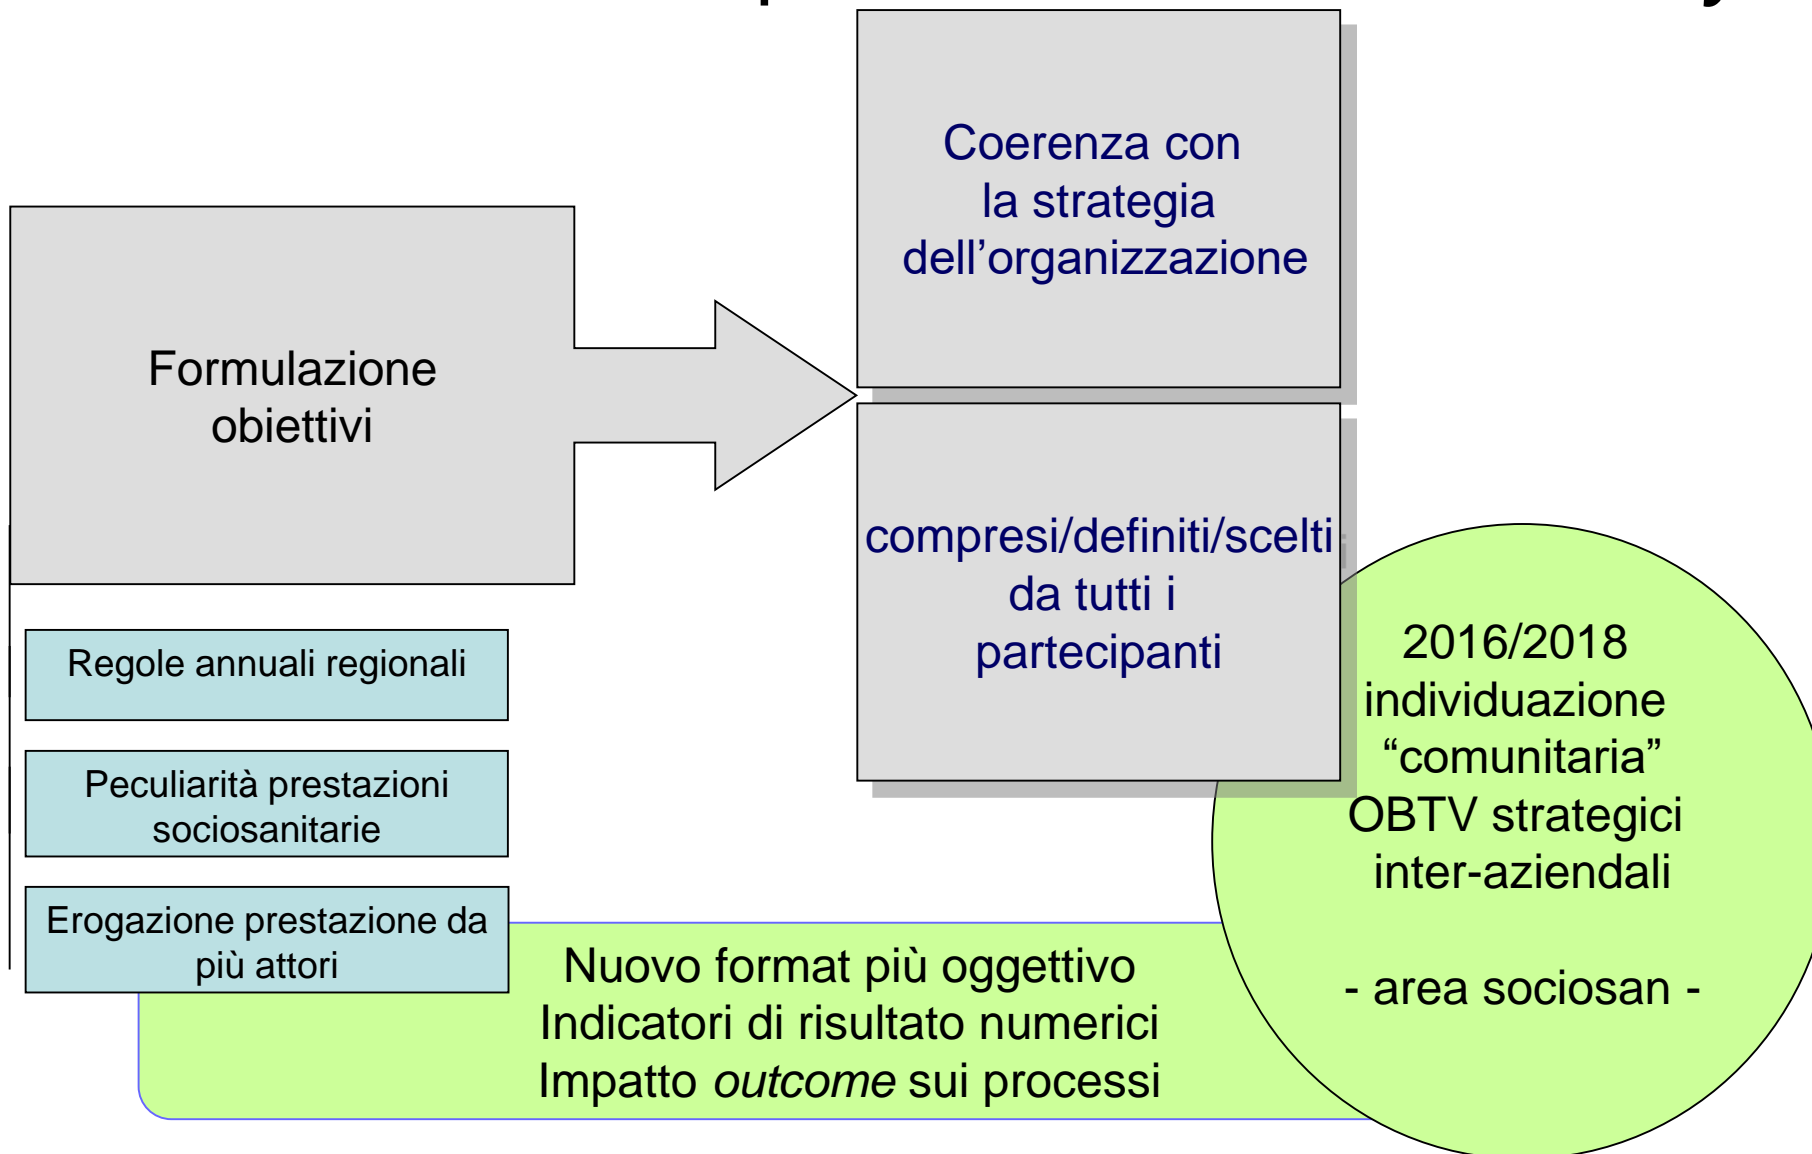 Coerenza con
la strategia
dell’organizzazione
Formulazione
obiettivi
compresi/definiti/scelti
da tutti i
partecipanti
Regole annuali regionali
Peculiarità prestazioni
sociosanitarie
Erogazione prestazione da
più attori
2016/2018
individuazione
“comunitaria”
OBTV strategici
inter-aziendali
- area sociosan -
Nuovo format più oggettivo
Indicatori di risultato numerici
Impatto outcome sui processi